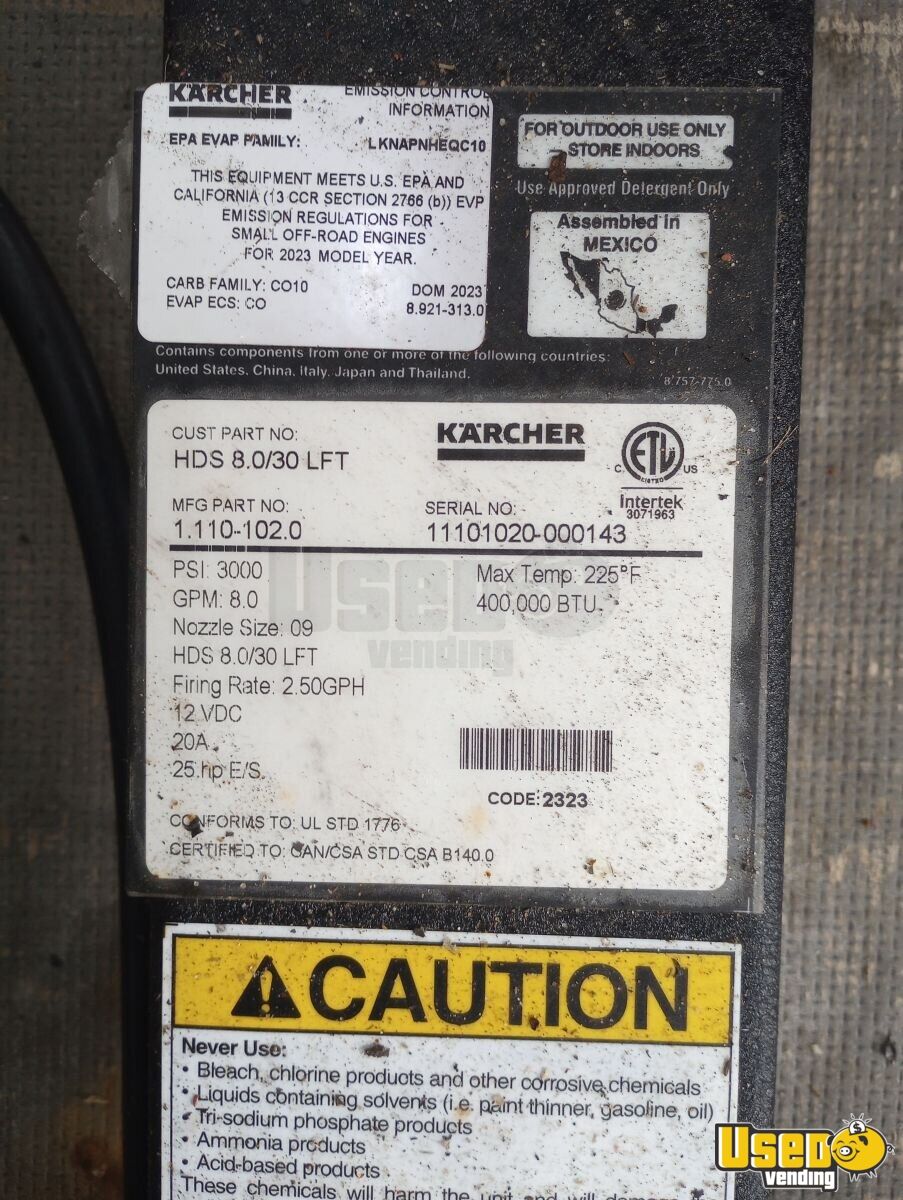 KÄRCHER
EMISSION CONTROL
INFORMATION
EPA EVAP FAMILY: LKNAPNHEQC10
THIS EQUIPMENT MEETS U.S. EPA AND
CALIFORNIA (13 CCR SECTION 2766 (b)) EVP
EMISSION REGULATIONS FOR
SMALL OFF-ROAD ENGINES
FOR 2023 MODEL YEAR.
CARB FAMILY: CO10 DOM 2023
EVAP ECS: CO 8.921-313.0
FOR OUTDOOR USE ONLY
STORE INDOORS
Use Approved Detergent Only
Assembled in
MEXICO
Contains components from one or more of the following countries:
United States, China, Italy, Japan and Thailand.
8.757-775.0
CUST PART NO:
HDS 8.0/30 LFT
KÄRCHER
C ETL US
LISTED
Intertek
3071963
MFG PART NO:
1.110-102.0
SERIAL NO:
11101020-000143
PSI: 3000 Max Temp: 225°F
GPM: 8.0 400,000 BTU
Nozzle Size: 09
HDS 8.0/30 LFT
Firing Rate: 2.50GPH
12 VDC
20A
25 hp E/S
CODE: 2323
CONFORMS TO: UL STD 1776
CERTIFIED TO: CAN/CSA STD CSA B140.0
Used vending
CAUTION
Never Use:
• Bleach, chlorine products and other corrosive chemicals
• Liquids containing solvents (i.e. paint thinner, gasoline, oil)
• Tri-sodium phosphate products
• Ammonia products
• Acid-based products
These chemicals will harm the unit and will damage
Used
vending